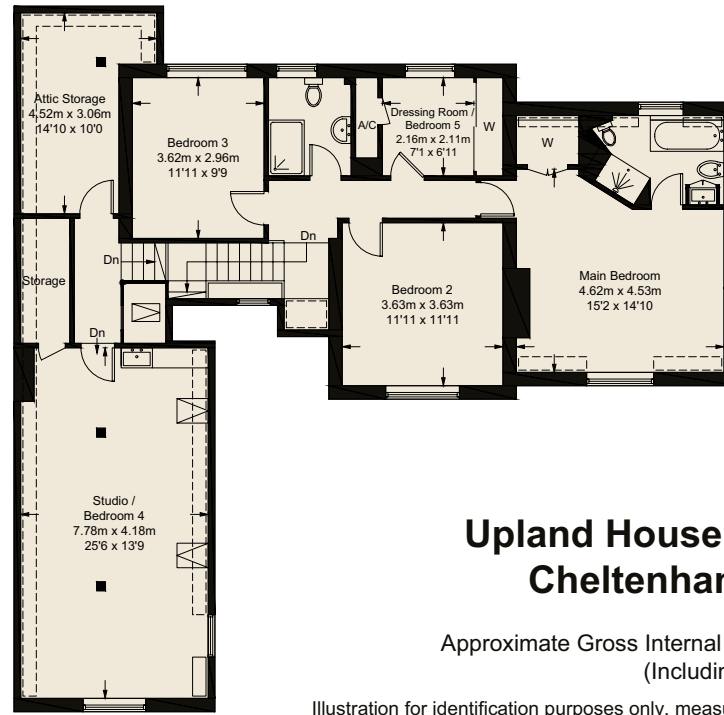 Attic Storage
4.52m x 3.06m
14'10 x 10'0
Bedroom 3
3.62m x 2.96m
11'11 x 9'9
A/C
Dressing Room /
Bedroom 5
2.16m x 2.11m
7'1 x 6'11
W
W
Dn
Dn
Storage
Bedroom 2
3.63m x 3.63m
11'11 x 11'11
Main Bedroom
4.62m x 4.53m
15'2 x 14'10
Dn
Studio /
Bedroom 4
7.78m x 4.18m
25'6 x 13'9
Upland House
Cheltenham
Approximate Gross Internal
(Includin
Illustration for identification purposes only, meas